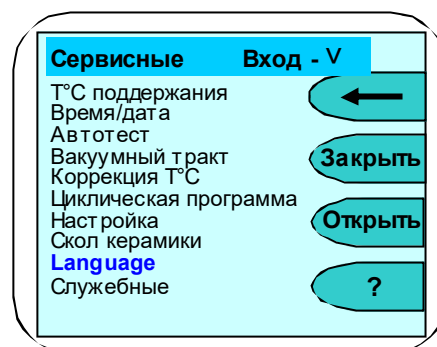 Сервисные Вход - V
Т°С поддержания
Время/дата
Автотест
Вакуумный тракт
Коррекция Т°С
Циклическая программа
Настройка
Скол керамики
Language
Служебные
Закрыть
Открыть
?